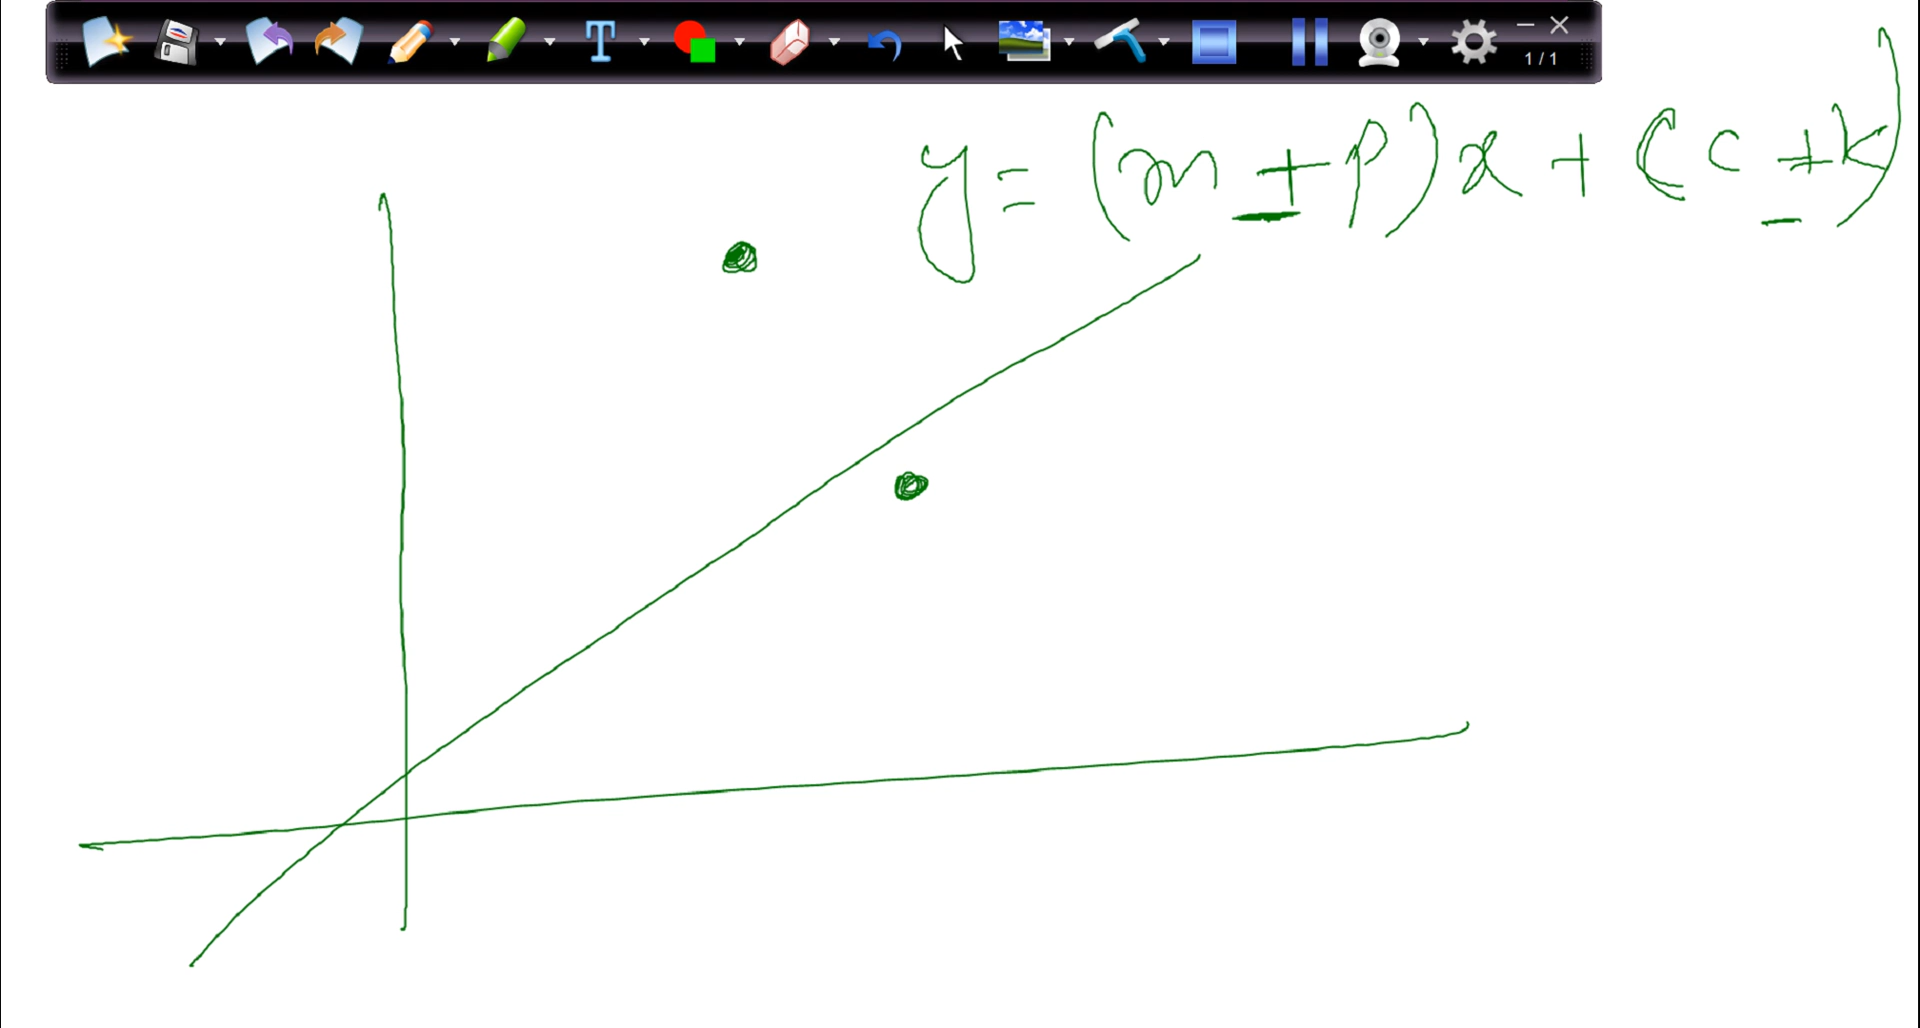 T
1/1
y = (m ± p)x + (c ± k)